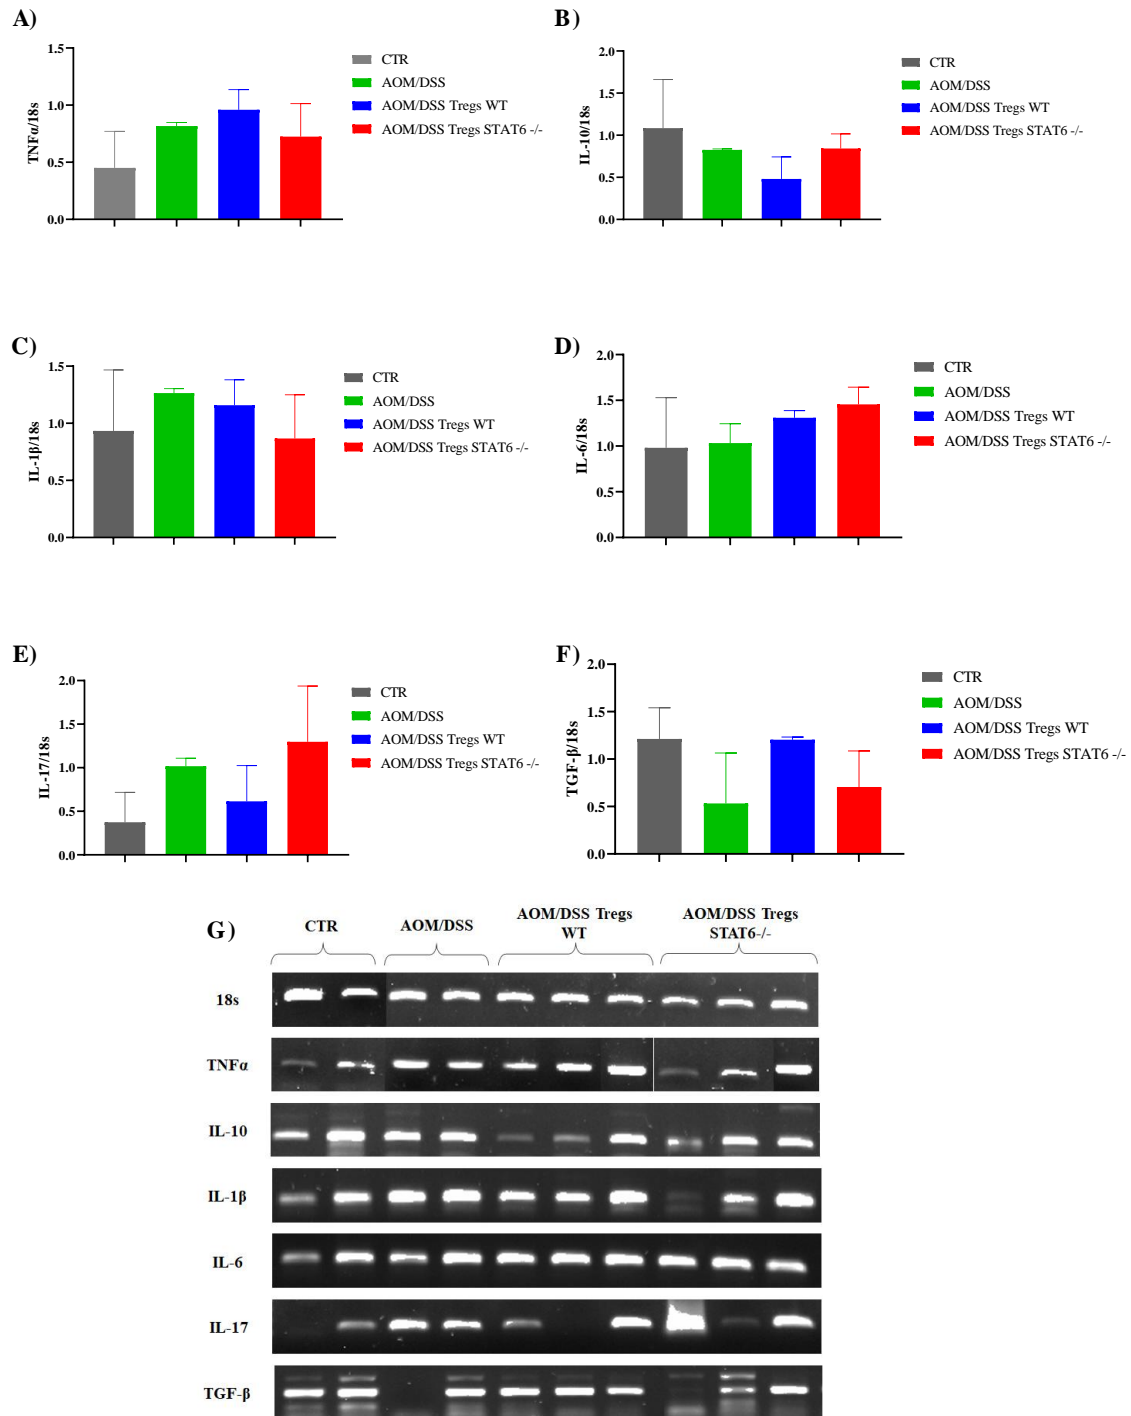 A)
TNFα/18s
1.5
1.0
0.5
0.0
CTR
AOM/DSS
AOM/DSS Tregs WT
AOM/DSS Tregs STAT6 -/-
B)
IL-10/18s
2.0
1.5
1.0
0.5
0.0
CTR
AOM/DSS
AOM/DSS Tregs WT
AOM/DSS Tregs STAT6 -/-
C)
IL-1β/18s
1.5
1.0
0.5
0.0
CTR
AOM/DSS
AOM/DSS Tregs WT
AOM/DSS Tregs STAT6 -/-
D)
IL-6/18s
2.0
1.5
1.0
0.5
0.0
CTR
AOM/DSS
AOM/DSS Tregs WT
AOM/DSS Tregs STAT6 -/-
E)
IL-17/18s
2.0
1.5
1.0
0.5
0.0
CTR
AOM/DSS
AOM/DSS Tregs WT
AOM/DSS Tregs STAT6 -/-
F)
TGF-β/18s
2.0
1.5
1.0
0.5
0.0
CTR
AOM/DSS
AOM/DSS Tregs WT
AOM/DSS Tregs STAT6 -/-
G)
CTR
AOM/DSS
AOM/DSS Tregs
WT
AOM/DSS Tregs
STAT6-/-
18s
TNFα
IL-10
IL-1β
IL-6
IL-17
TGF-β